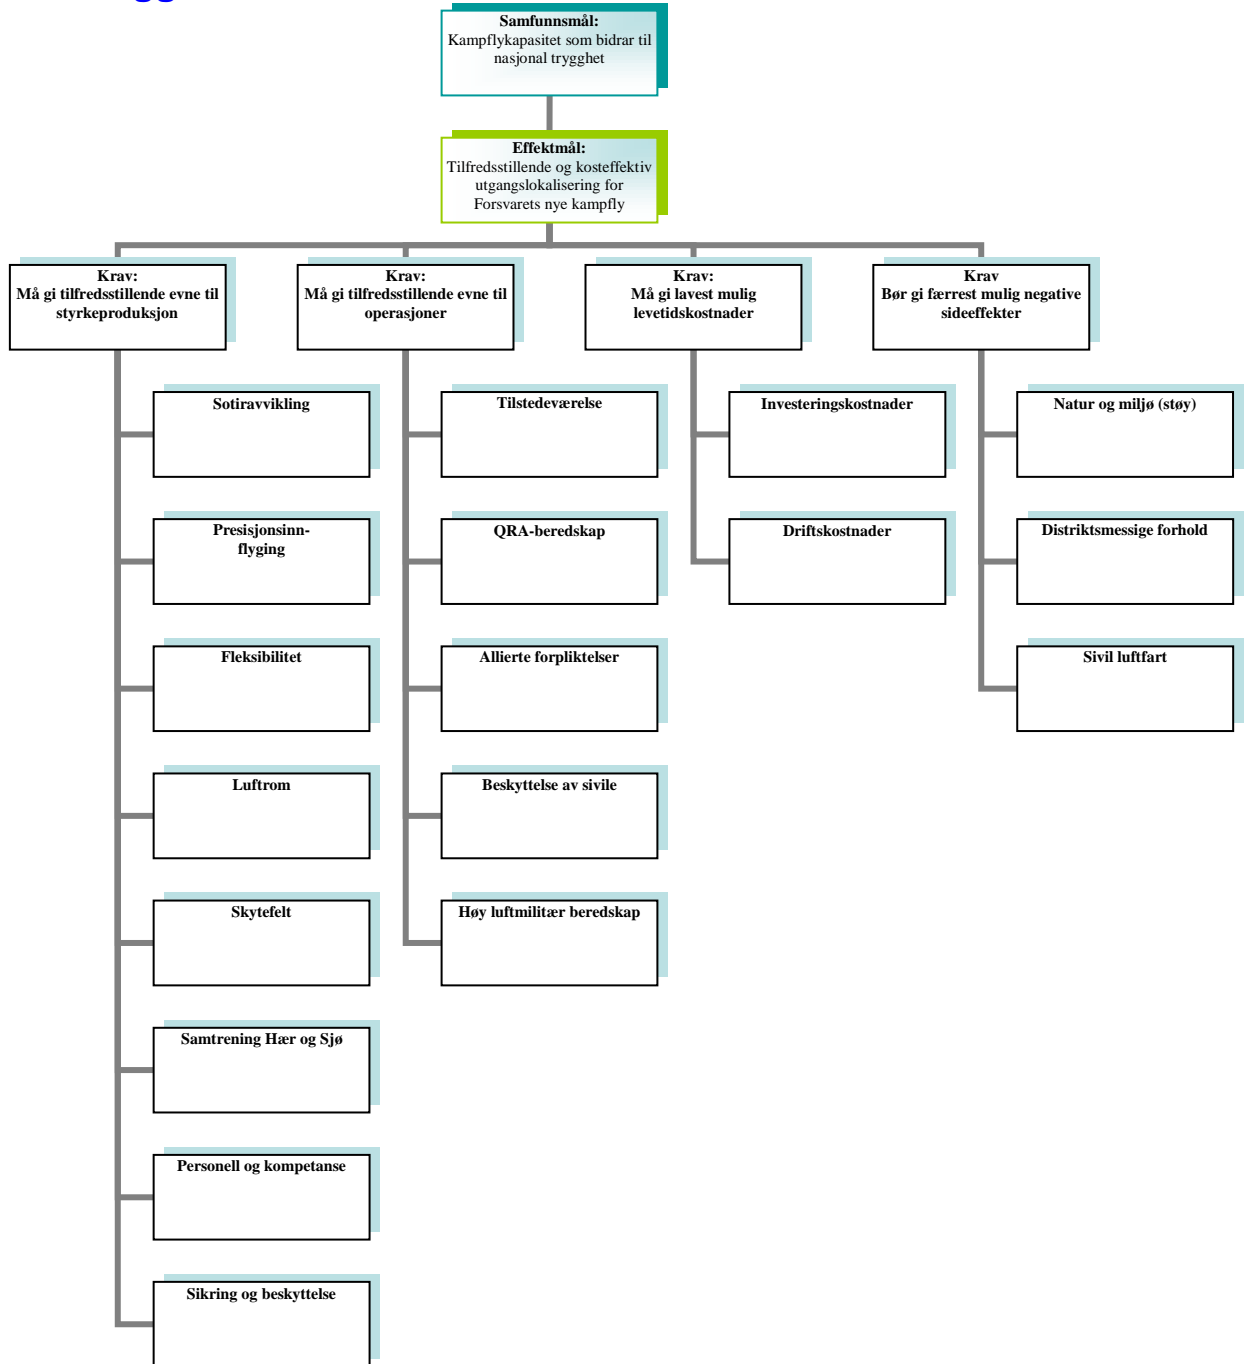 Samfunnsmål:
Kampflykapasitet som bidrar til
nasjonal trygghet
Effektmål:
Tilfredsstillende og kosteffektiv
utgangslokalisering for
Forsvarets nye kampfly
Krav:
Må gi tilfredsstillende evne til
styrkeproduksjon
Krav:
Må gi tilfredsstillende evne til
operasjoner
Krav:
Må gi lavest mulig
levetidskostnader
Krav
Bør gi færrest mulig negative
sideeffekter
Sotiravvikling
Presisjonsinn-
flyging
Fleksibilitet
Luftrom
Skytefelt
Samtrening Hær og Sjø
Personell og kompetanse
Sikring og beskyttelse
Tilstedeværelse
QRA-beredskap
Allierte forpliktelser
Beskyttelse av sivile
Høy luftmilitær beredskap
Investeringskostnader
Driftskostnader
Natur og miljø (støy)
Distriktsmessige forhold
Sivil luftfart